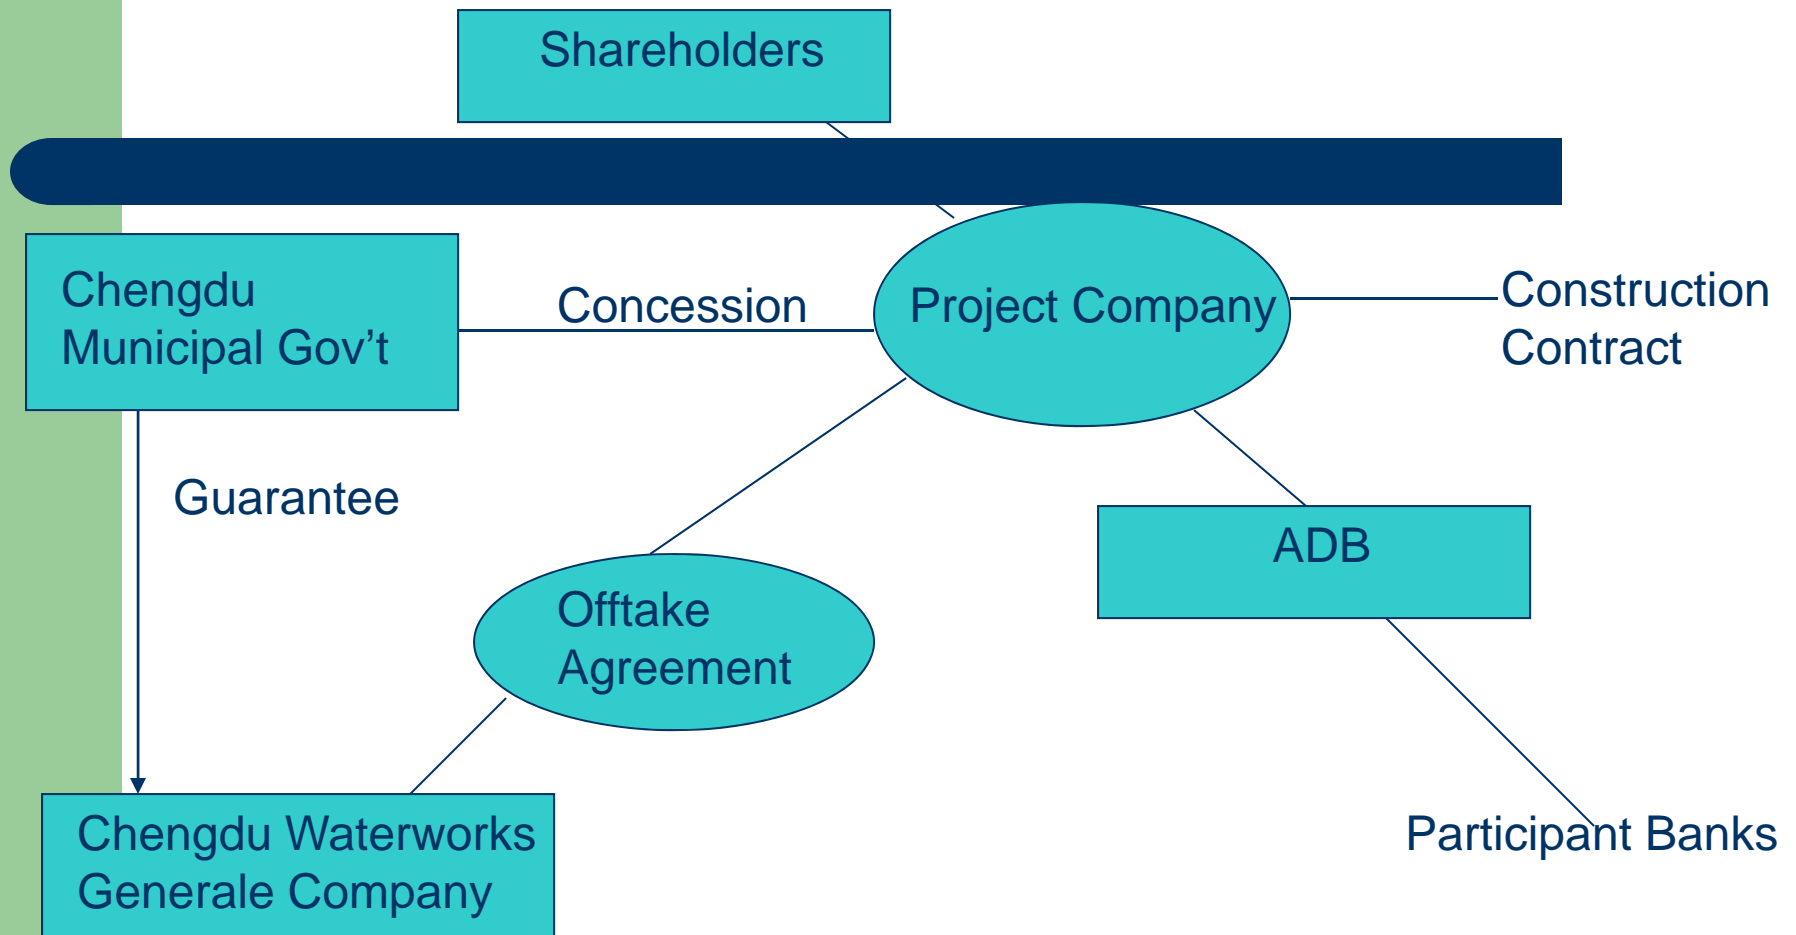 Shareholders
Chengdu
Municipal Gov’t
Concession
Project Company
Construction
Contract
Guarantee
ADB
Offtake
Agreement
Chengdu Waterworks
Generale Company
Participant Banks